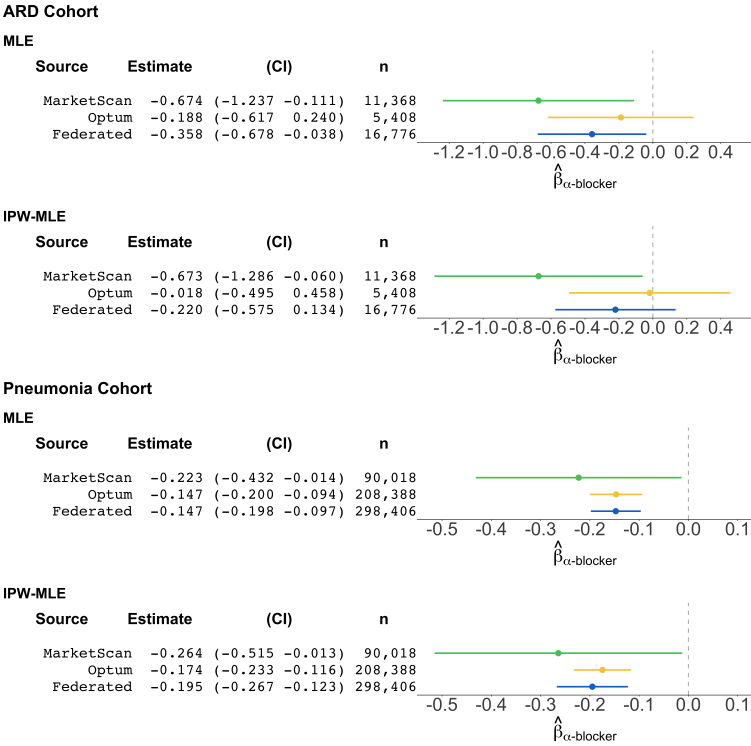 ARD Cohort
MLE
Source Estimate (CI) n
MarketScan -0.674 (-1.237 -0.111) 11,368
Optum -0.188 (-0.617 0.240) 5,408
Federated -0.358 (-0.678 -0.038) 16,776
-1.2 -1.0 -0.8 -0.6 -0.4 -0.2 0.0 0.2 0.4
β̂α-blocker
IPW-MLE
Source Estimate (CI) n
MarketScan -0.673 (-1.286 -0.060) 11,368
Optum -0.018 (-0.495 0.458) 5,408
Federated -0.220 (-0.575 0.134) 16,776
-1.2 -1.0 -0.8 -0.6 -0.4 -0.2 0.0 0.2 0.4
β̂α-blocker
Pneumonia Cohort
MLE
Source Estimate (CI) n
MarketScan -0.223 (-0.432 -0.014) 90,018
Optum -0.147 (-0.200 -0.094) 208,388
Federated -0.147 (-0.198 -0.097) 298,406
-0.5 -0.4 -0.3 -0.2 -0.1 0.0 0.1
β̂α-blocker
IPW-MLE
Source Estimate (CI) n
MarketScan -0.264 (-0.515 -0.013) 90,018
Optum -0.174 (-0.233 -0.116) 208,388
Federated -0.195 (-0.267 -0.123) 298,406
-0.5 -0.4 -0.3 -0.2 -0.1 0.0 0.1
β̂α-blocker